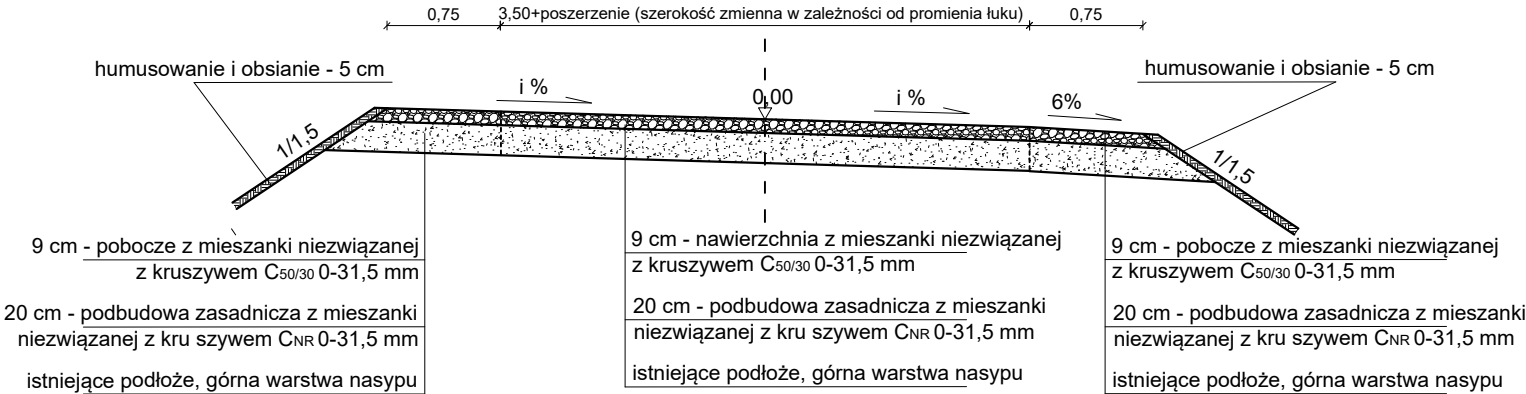 0,75
3,50+poszerzenie (szerokość zmienna w zależności od promienia łuku)
0,75
humusowanie i obsianie - 5 cm
humusowanie i obsianie - 5 cm
i %
0,00
i %
6%
1/1,5
1/1,5
9 cm - pobocze z mieszanki niezwiązanej
z kruszywem C50/30 0-31,5 mm
20 cm - podbudowa zasadnicza z mieszanki
niezwiązanej z kru szywem CNR 0-31,5 mm
istniejące podłoże, górna warstwa nasypu
9 cm - nawierzchnia z mieszanki niezwiązanej
z kruszywem C50/30 0-31,5 mm
20 cm - podbudowa zasadnicza z mieszanki
niezwiązanej z kru szywem CNR 0-31,5 mm
istniejące podłoże, górna warstwa nasypu
9 cm - pobocze z mieszanki niezwiązanej
z kruszywem C50/30 0-31,5 mm
20 cm - podbudowa zasadnicza z mieszanki
niezwiązanej z kru szywem CNR 0-31,5 mm
istniejące podłoże, górna warstwa nasypu